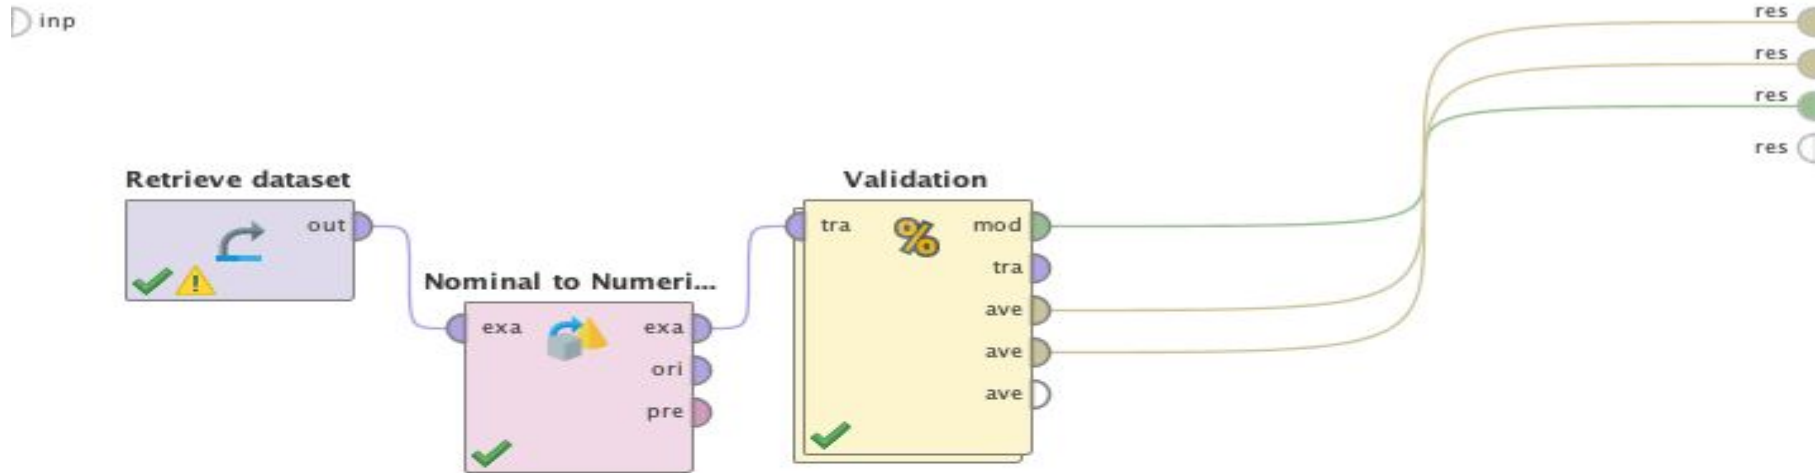 inp
res
res
res
res
Retrieve dataset
out
Nominal to Numeri...
exa
exa
ori
pre
Validation
tra
mod
tra
ave
ave
ave